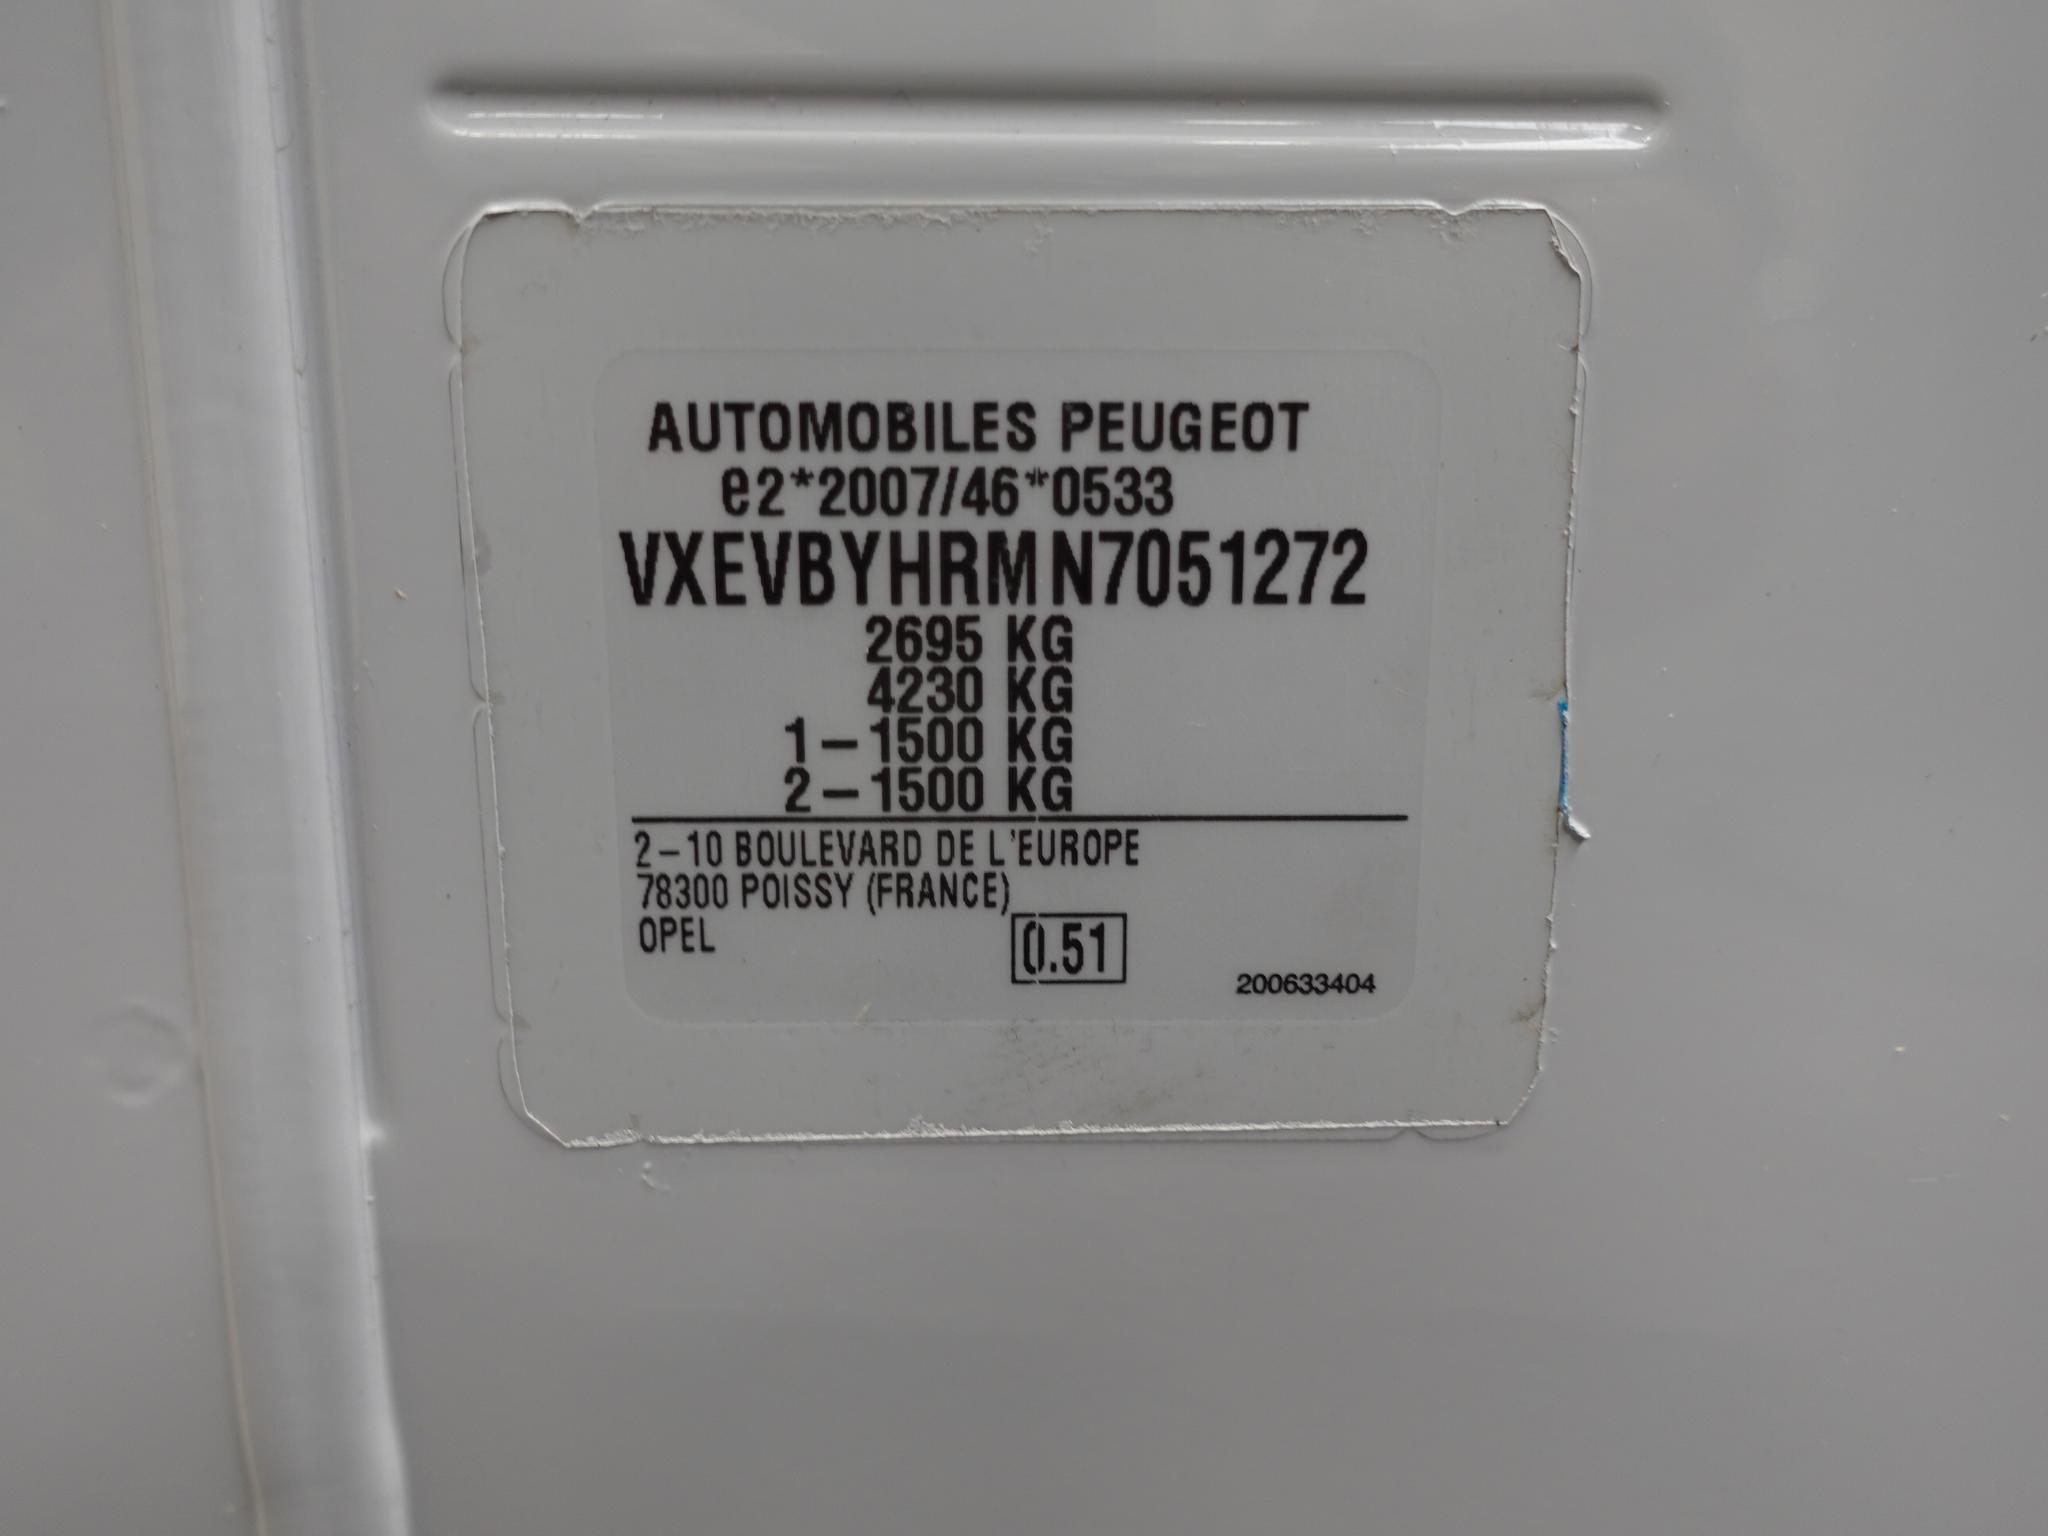 AUTOMOBILES PEUGEOT
e2*2007/46*0533
VXEVBYHRMN7051272
2695 KG
4230 KG
1-1500 KG
2-1500 KG
2-10 BOULEVARD DE L'EUROPE
78300 POISSY (FRANCE)
OPEL
0.51
200633404